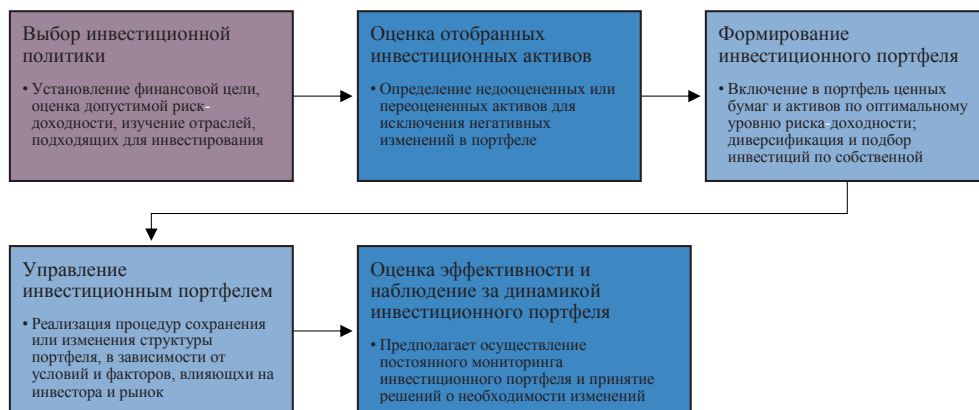 Выбор инвестиционной
политики
• Установление финансовой цели,
оценка допустимой риск-
доходности, изучение отраслей,
подходящих для инвестирования
Оценка отобранных
инвестиционных активов
• Определение недооцененных или
переоцененных активов для
исключения негативных
изменений в портфеле
Формирование
инвестиционного портфеля
• Включение в портфель ценных
бумаг и активов по оптимальному
уровню риска-доходности;
диверсификация и подбор
инвестиций по собственной
Управление
инвестиционным портфелем
• Реализация процедур сохранения
или изменения структуры
портфеля, в зависимости от
условий и факторов, влияющхи на
инвестора и рынок
Оценка эффективности и
наблюдение за динамикой
инвестиционного портфеля
• Предполагает осуществление
постоянного мониторинга
инвестиционного портфеля и принятие
решений о необходимости изменений